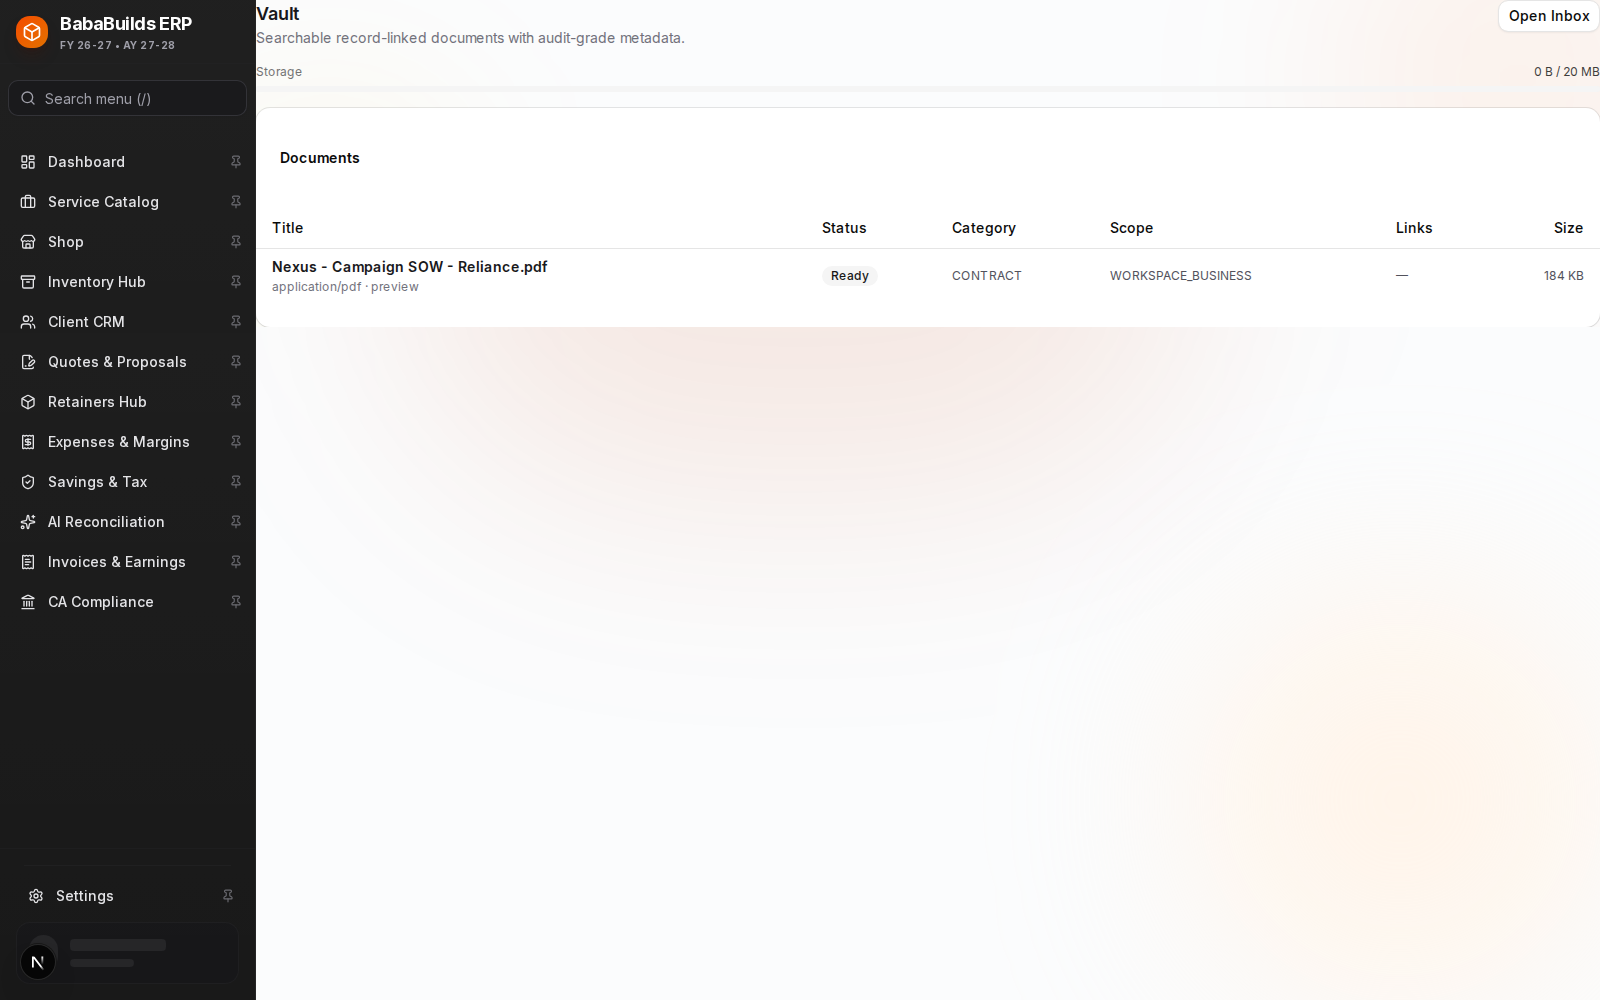 BabaBuilds ERP
FY 26-27 • AY 27-28
Search menu (/)
Dashboard
Service Catalog
Shop
Inventory Hub
Client CRM
Quotes & Proposals
Retainers Hub
Expenses & Margins
Savings & Tax
AI Reconciliation
Invoices & Earnings
CA Compliance
Settings
N
Vault
Open Inbox
Searchable record-linked documents with audit-grade metadata.
Storage 0 B / 20 MB
Documents
Title Status Category Scope Links Size
Nexus - Campaign SOW - Reliance.pdf
application/pdf · preview
Ready CONTRACT WORKSPACE_BUSINESS — 184 KB